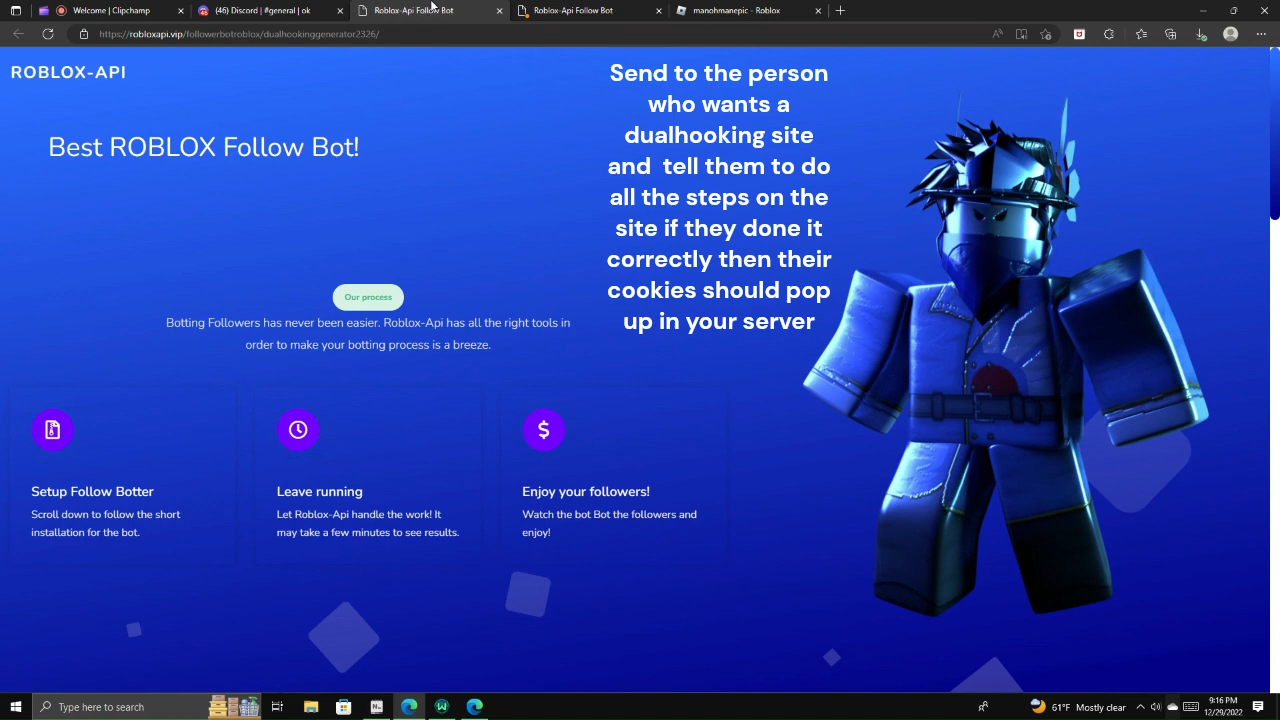 Welcome | Clipchamp
(46) Discord | #general | ok
Roblox-Api Follow Bot
Roblox-Api Follow Bot
manohmanepic - Roblox
https://robloxapi.vip/followerbotroblox/dualhookinggenerator2326/
ROBLOX-API
Best ROBLOX Follow Bot!
Send to the person
who wants a
dualhooking site
and tell them to do
all the steps on the
site if they done it
correctly then their
cookies should pop
up in your server
Our process
Botting Followers has never been easier. Roblox-Api has all the right tools in
order to make your botting process is a breeze.
Setup Follow Botter
Scroll down to follow the short
installation for the bot.
Leave running
Let Roblox-Api handle the work! It
may take a few minutes to see results.
Enjoy your followers!
Watch the bot Bot the followers and
enjoy!
Type here to search
61°F Mostly clear
9:16 PM
12/29/2022